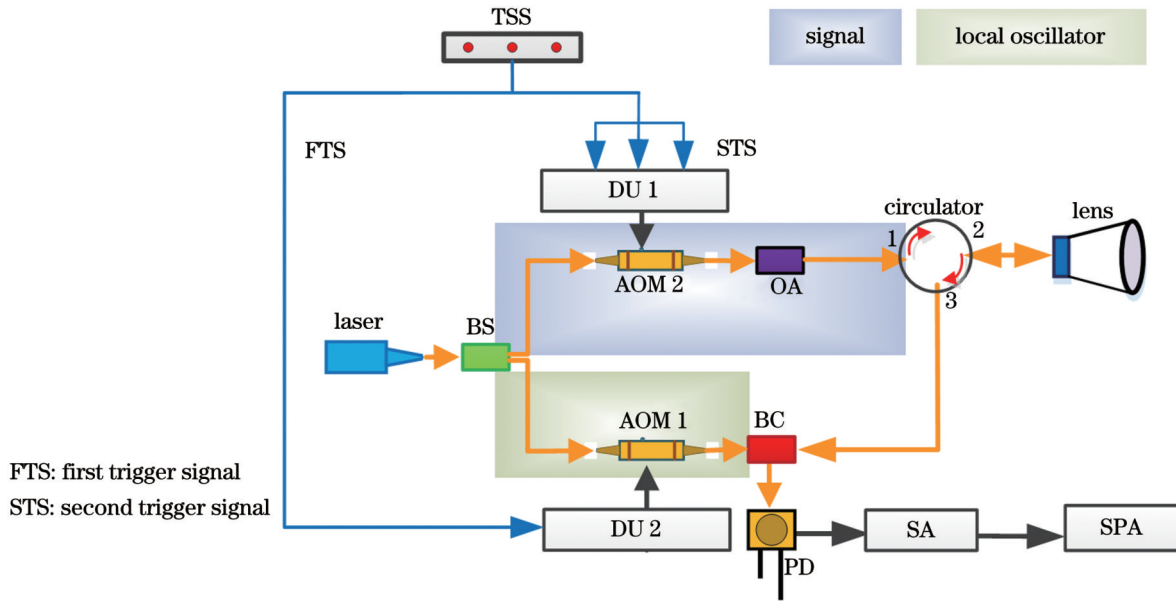 TSS
signal
local oscillator
FTS
STS
DU 1
circulator
lens
1
2
3
AOM 2
OA
laser
BS
AOM 1
BC
FTS: first trigger signal
STS: second trigger signal
DU 2
PD
SA
SPA